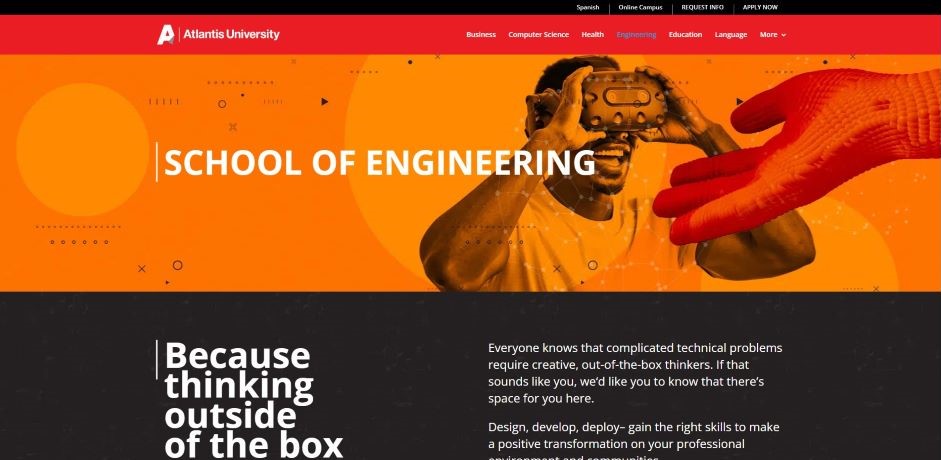 Spanish Online Campus REQUEST INFO APPLY NOW
Atlantis University
Business Computer Science Health Engineering Education Language More
SCHOOL OF ENGINEERING
Because
thinking
outside
of the box
Everyone knows that complicated technical problems
require creative, out-of-the-box thinkers. If that
sounds like you, we’d like you to know that there’s
space for you here.
Design, develop, deploy– gain the right skills to make
a positive transformation on your professional
environment and communities.